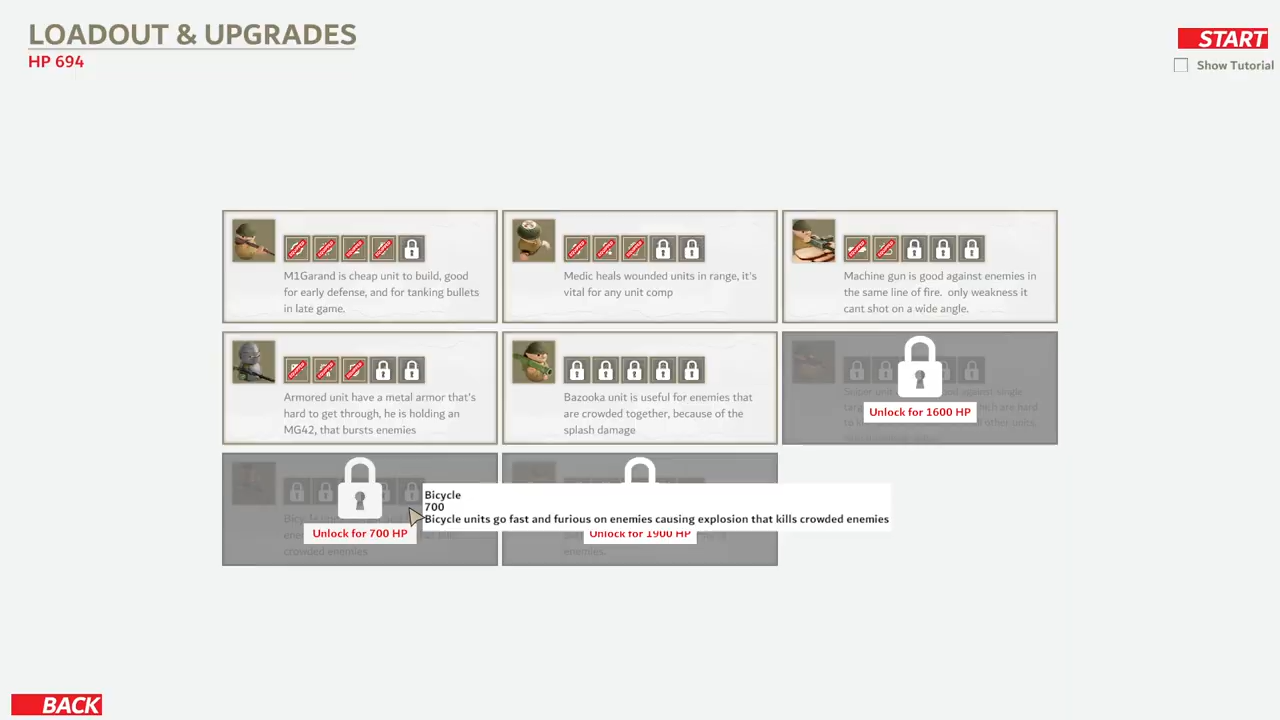 LOADOUT & UPGRADES
HP 694
START
Show Tutorial
M1Garand is cheap unit to build, good
for early defense, and for tanking bullets
in late game.
Medic heals wounded units in range, it's
vital for any unit comp
Machine gun is good against enemies in
the same line of fire. only weakness it
cant shot on a wide angle.
Armored unit have a metal armor that's
hard to get through, he is holding an
MG42, that bursts enemies
Bazooka unit is useful for enemies that
are crowded together, because of the
splash damage
Unlock for 1600 HP
Bicycle
700
Bicycle units go fast and furious on enemies causing explosion that kills crowded enemies
Unlock for 700 HP
Unlock for 1900 HP
crowded enemies
enemies.
BACK